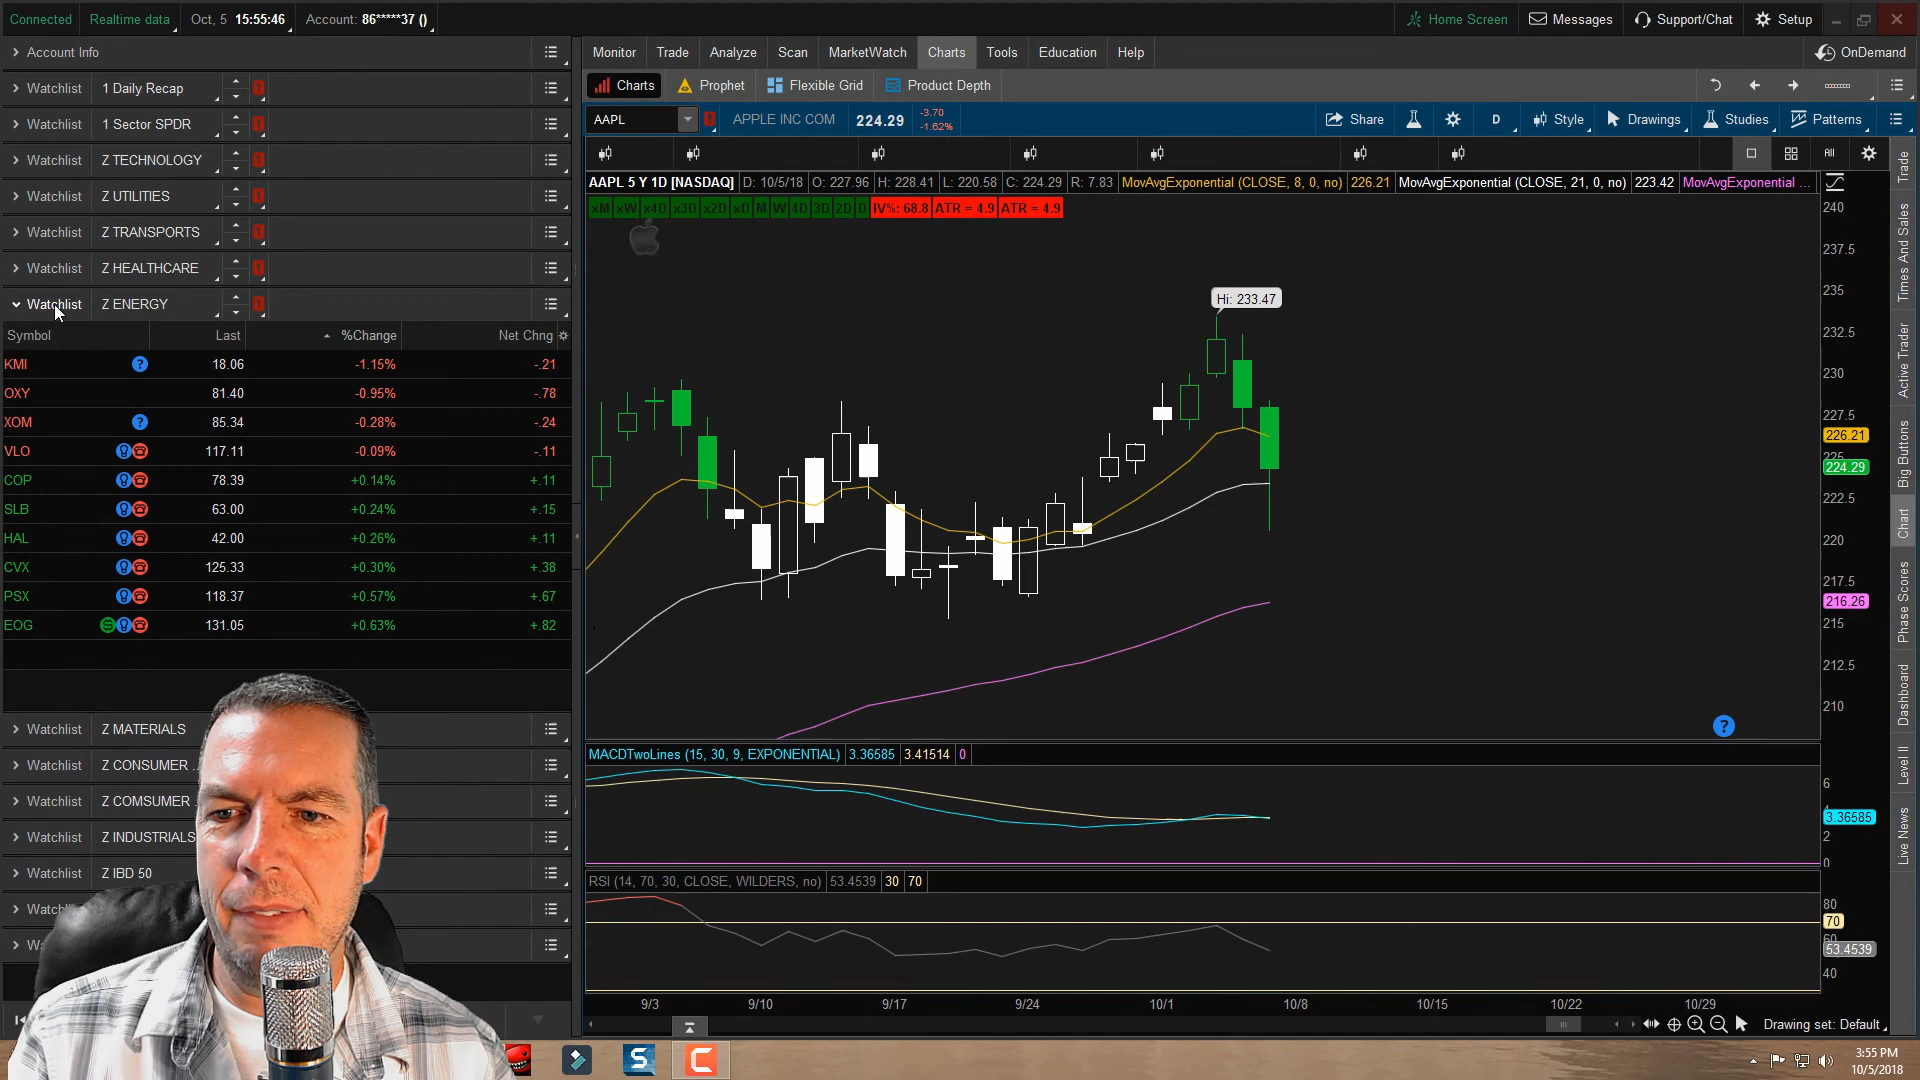 Connected Realtime data Oct, 5 15:55:46 Account: 86*****37 () Home Screen Messages Support/Chat Setup
Account Info
Watchlist 1 Daily Recap
Watchlist 1 Sector SPDR
Watchlist Z TECHNOLOGY
Watchlist Z UTILITIES
Watchlist Z TRANSPORTS
Watchlist Z HEALTHCARE
Watchlist Z ENERGY
Symbol Last %Change Net Chng
KMI ? 18.06 -1.15% -.21
OXY 81.40 -0.95% -.78
XOM ? 85.34 -0.28% -.24
VLO 117.11 -0.09% -.11
COP 78.39 +0.14% +.11
SLB 63.00 +0.24% +.15
HAL 42.00 +0.26% +.11
CVX 125.33 +0.30% +.38
PSX 118.37 +0.57% +.67
EOG 131.05 +0.63% +.82
Watchlist Z MATERIALS
Watchlist Z CONSUMER ..
Watchlist Z COMSUMER ..
Watchlist Z INDUSTRIALS
Watchlist Z IBD 50
Monitor Trade Analyze Scan MarketWatch Charts Tools Education Help OnDemand
Charts Prophet Flexible Grid Product Depth
AAPL APPLE INC COM 224.29 -3.70 -1.62% Share D Style Drawings Studies Patterns
All
AAPL 5 Y 1D [NASDAQ] D: 10/5/18 O: 227.96 H: 228.41 L: 220.58 C: 224.29 R: 7.83 MovAvgExponential (CLOSE, 8, 0, no) 226.21 MovAvgExponential (CLOSE, 21, 0, no) 223.42 MovAvgExponential ...
xM xW x4D x3D x2D xD M W 4D 3D 2D D IV%: 68.8 ATR = 4.9 ATR = 4.9
Hi: 233.47
240
237.5
235
232.5
230
227.5
226.21
225
224.29
222.5
220
217.5
216.26
215
212.5
210
?
MACDTwoLines (15, 30, 9, EXPONENTIAL) 3.36585 3.41514 0
6
4
3.36585
2
0
RSI (14, 70, 30, CLOSE, WILDERS, no) 53.4539 30 70
80
70
60
53.4539
40
9/3 9/10 9/17 9/24 10/1 10/8 10/15 10/22 10/29
Drawing set: Default
Trade
Times And Sales
Active Trader
Big Buttons
Chart
Phase Scores
Dashboard
Level II
Live News
3:55 PM
10/5/2018